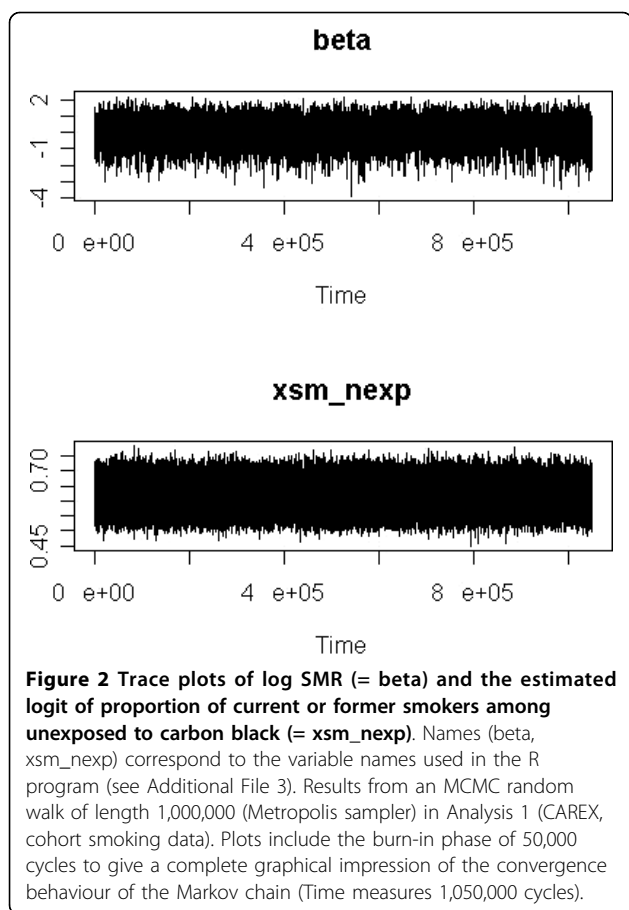 beta
2
-1
-4
0 e+00 4 e+05 8 e+05
Time
xsm_nexp
0.70
0.45
0 e+00 4 e+05 8 e+05
Time
Figure 2 Trace plots of log SMR (= beta) and the estimated
logit of proportion of current or former smokers among
unexposed to carbon black (= xsm_nexp). Names (beta,
xsm_nexp) correspond to the variable names used in the R
program (see Additional File 3). Results from an MCMC random
walk of length 1,000,000 (Metropolis sampler) in Analysis 1 (CAREX,
cohort smoking data). Plots include the burn-in phase of 50,000
cycles to give a complete graphical impression of the convergence
behaviour of the Markov chain (Time measures 1,050,000 cycles).